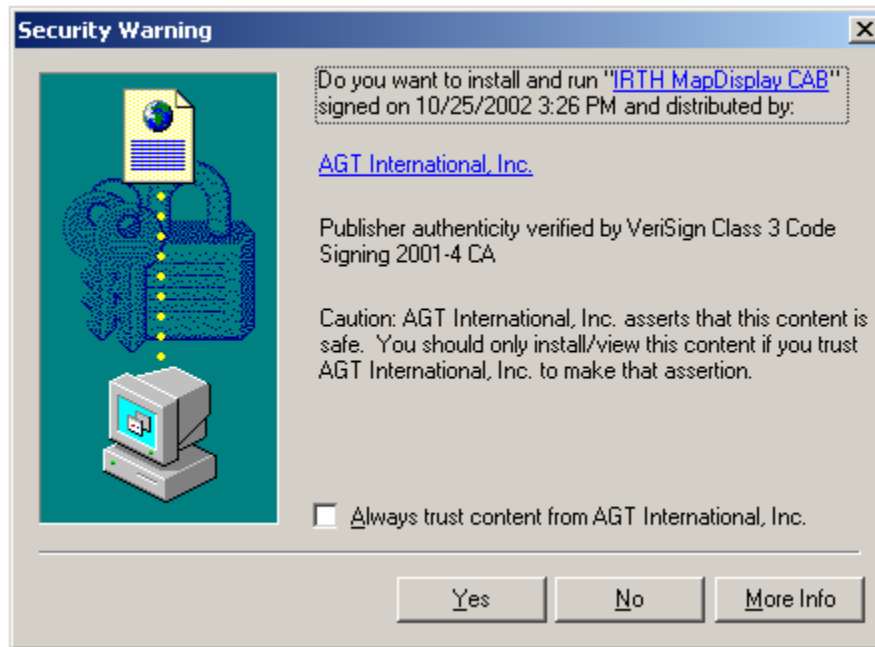 Security Warning
Do you want to install and run "IRTH MapDisplay CAB"
signed on 10/25/2002 3:26 PM and distributed by:
AGT International, Inc.
Publisher authenticity verified by VeriSign Class 3 Code
Signing 2001-4 CA
Caution: AGT International, Inc. asserts that this content is
safe.  You should only install/view this content if you trust
AGT International, Inc. to make that assertion.
Always trust content from AGT International, Inc.
Yes
No
More Info